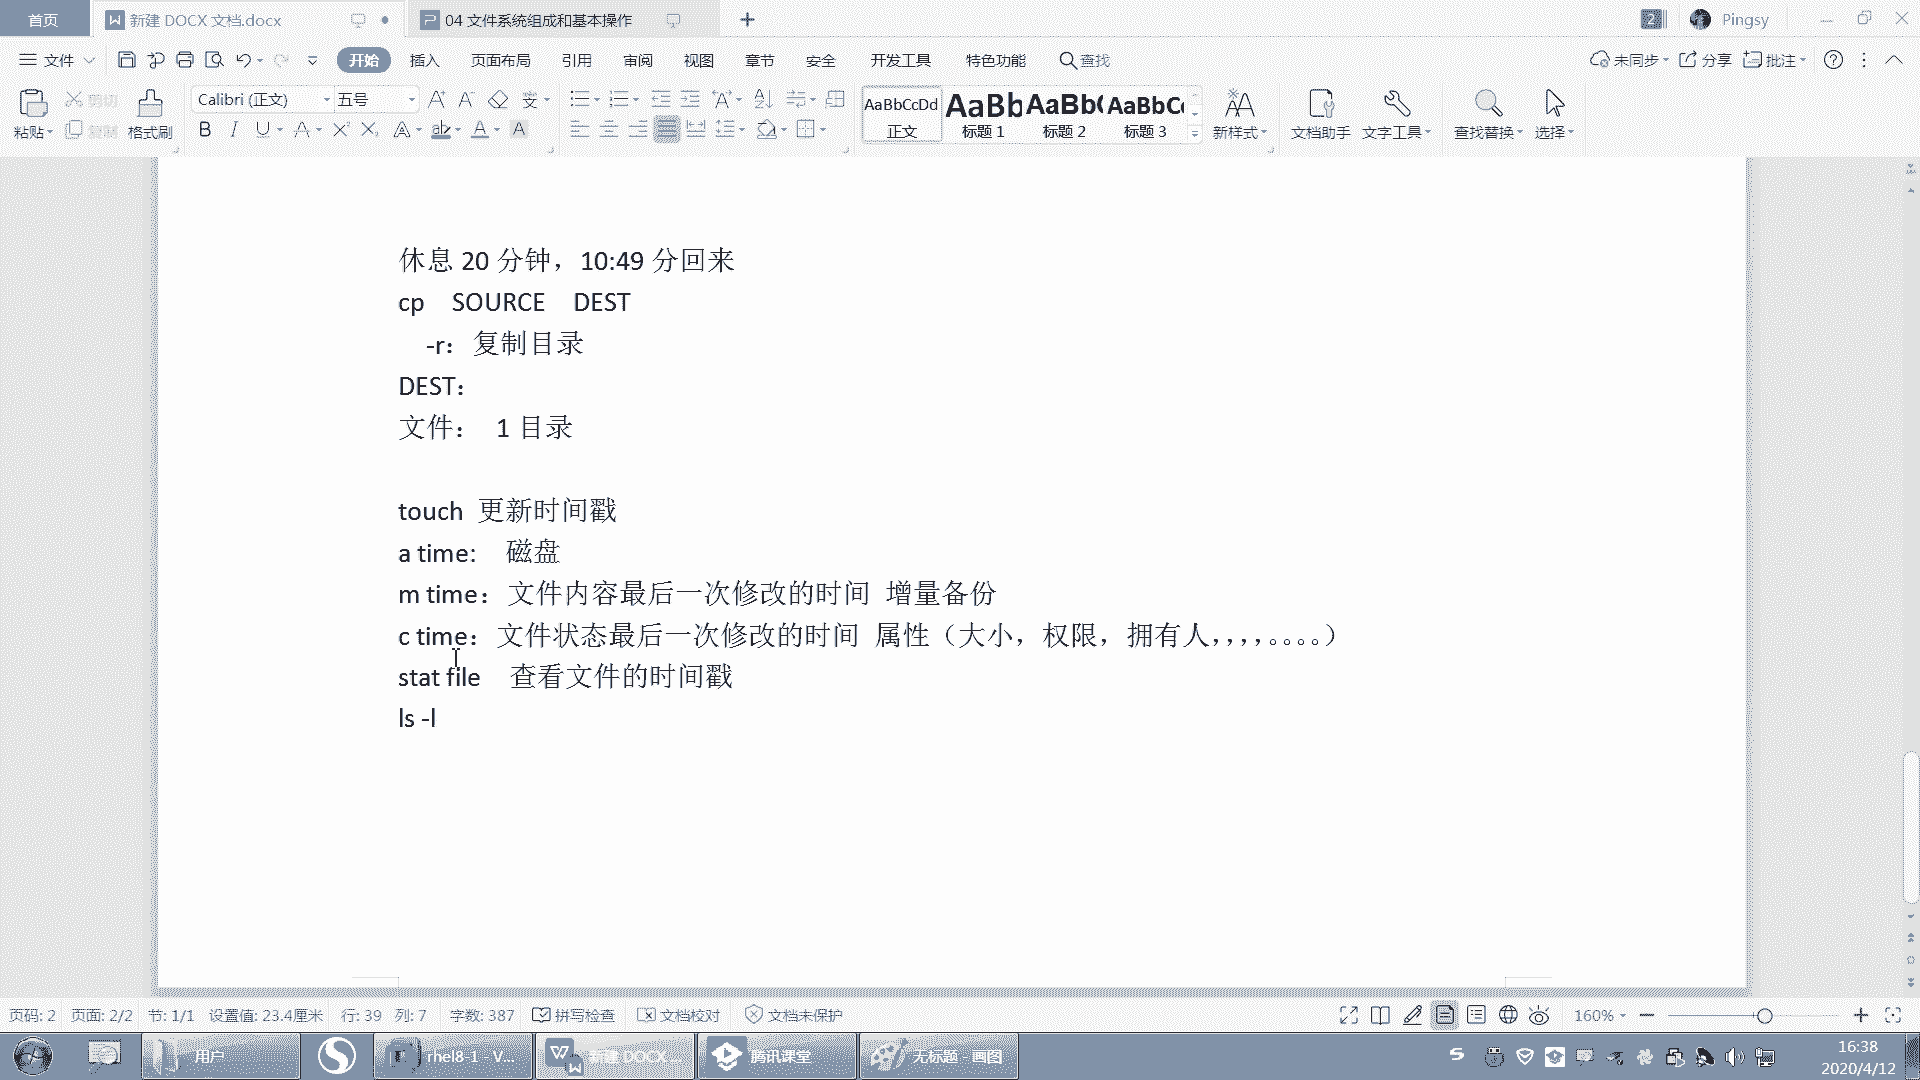 首页 新建 DOCX 文档.docx 04 文件系统组成和基本操作 2 Pingsy
文件 开始 插入 页面布局 引用 审阅 视图 章节 安全 开发工具 特色功能 查找 未同步 分享 批注
Calibri (正文) 五号 AaBbCcDd AaBb AaBb( AaBbC
粘贴 剪切 复制 格式刷 正文 标题 1 标题 2 标题 3 新样式 文档助手 文字工具 查找替换 选择
休息 20 分钟，10:49 分回来
cp SOURCE DEST
-r：复制目录
DEST：
文件： 1 目录
touch 更新时间戳
a time: 磁盘
m time：文件内容最后一次修改的时间 增量备份
c time：文件状态最后一次修改的时间 属性（大小，权限，拥有人，，，，。。。。）
stat file 查看文件的时间戳
ls -l
页码: 2 页面: 2/2 节: 1/1 设置值: 23.4厘米 行: 39 列: 7 字数: 387 拼写检查 文档校对 文档未保护 160%
用户 rhel8-1 - V... 新建 DOCX ... 腾讯课堂 无标题 - 画图 16:38
2020/4/12